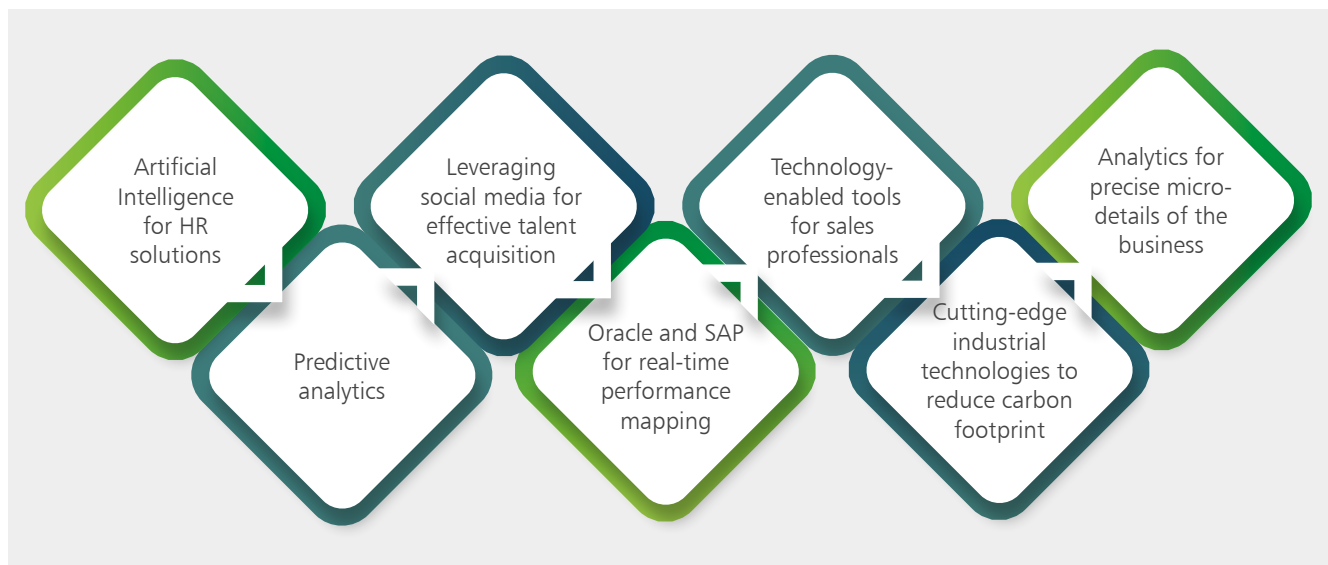 Artificial
Intelligence
for HR
solutions
Predictive
analytics
Leveraging
social media for
effective talent
acquisition
Oracle and SAP
for real-time
performance
mapping
Technology-
enabled tools
for sales
professionals
Cutting-edge
industrial
technologies to
reduce carbon
footprint
Analytics for
precise micro-
details of the
business